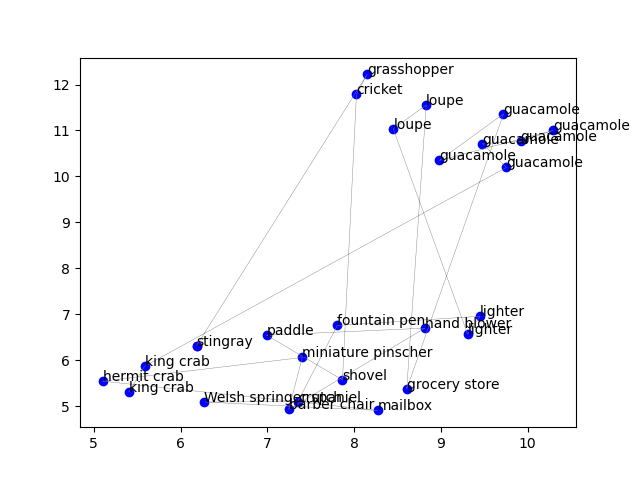 grasshopper
cricket
loupe
loupe
guacamole
guacamole
guacamole
guacamole
guacamole
guacamole
lighter
lighter
fountain pen
hand blower
paddle
stingray
miniature pinscher
king crab
hermit crab
king crab
shovel
grocery store
Welsh springer spaniel
crutch
barber chair
mailbox
12
11
10
9
8
7
6
5
5
6
7
8
9
10